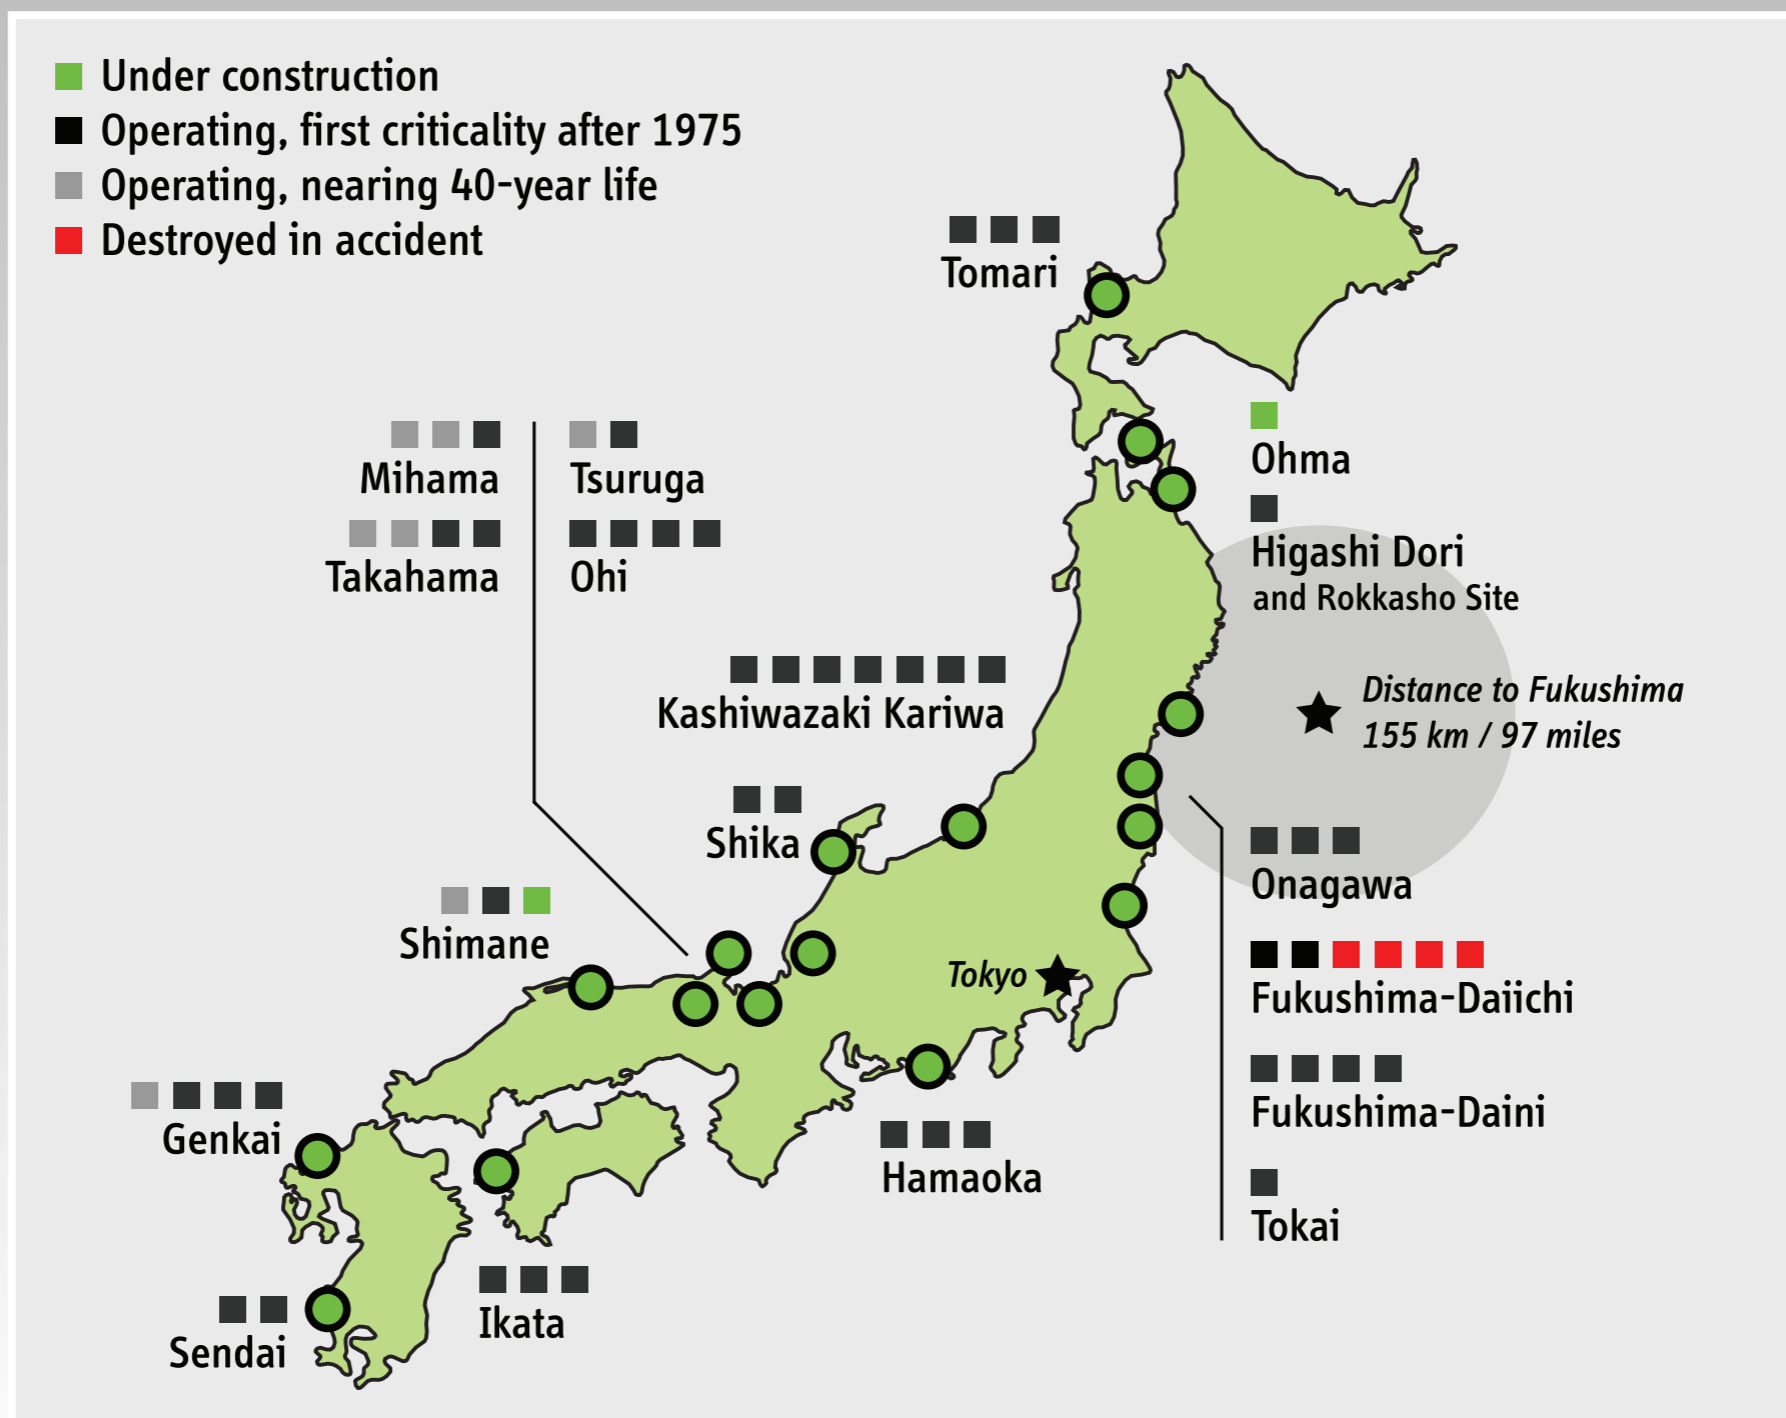 Under construction
Operating, first criticality after 1975
Operating, nearing 40-year life
Destroyed in accident
Tomari
Ohma
Higashi Dori
and Rokkasho Site
Mihama
Tsuruga
Takahama
Ohi
Kashiwazaki Kariwa
Distance to Fukushima
155 km / 97 miles
Shika
Onagawa
Shimane
Tokyo
Fukushima-Daiichi
Fukushima-Daini
Genkai
Hamaoka
Tokai
Ikata
Sendai